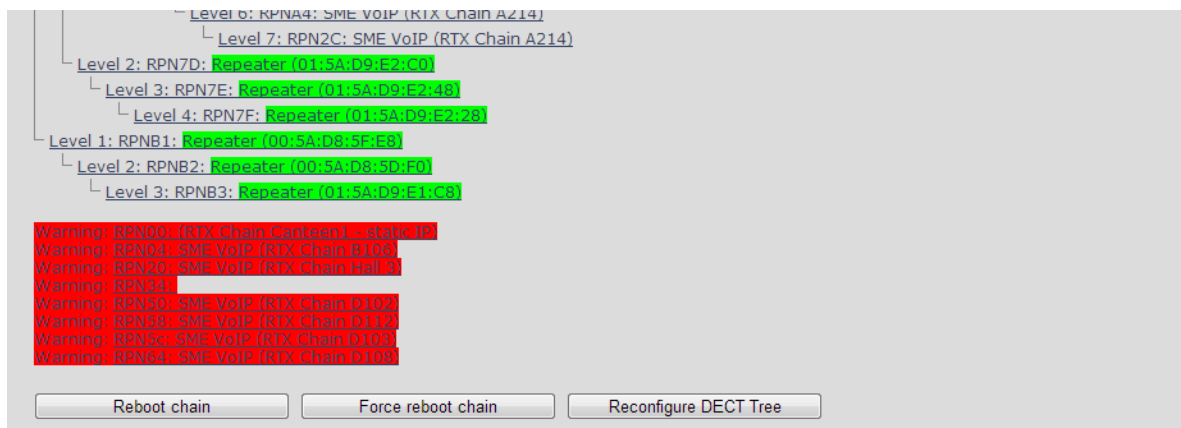 Level 6: RPNA4: SME VoIP (RTX Chain A214)
Level 7: RPN2C: SME VoIP (RTX Chain A214)
Level 2: RPN7D: Repeater (01:5A:D9:E2:C0)
Level 3: RPN7E: Repeater (01:5A:D9:E2:48)
Level 4: RPN7F: Repeater (01:5A:D9:E2:28)
Level 1: RPNB1: Repeater (00:5A:D8:5F:E8)
Level 2: RPNB2: Repeater (00:5A:D8:5D:F0)
Level 3: RPNB3: Repeater (01:5A:D9:E1:C8)
Warning: RPN00: (RTX Chain Canteen1 - static IP)
Warning: RPN04: SME VoIP (RTX Chain B106)
Warning: RPN20: SME VoIP (RTX Chain Hall 3)
Warning: RPN34:
Warning: RPN50: SME VoIP (RTX Chain D102)
Warning: RPN58: SME VoIP (RTX Chain D112)
Warning: RPN5c: SME VoIP (RTX Chain D103)
Warning: RPN64: SME VoIP (RTX Chain D108)
Reboot chain Force reboot chain Reconfigure DECT Tree